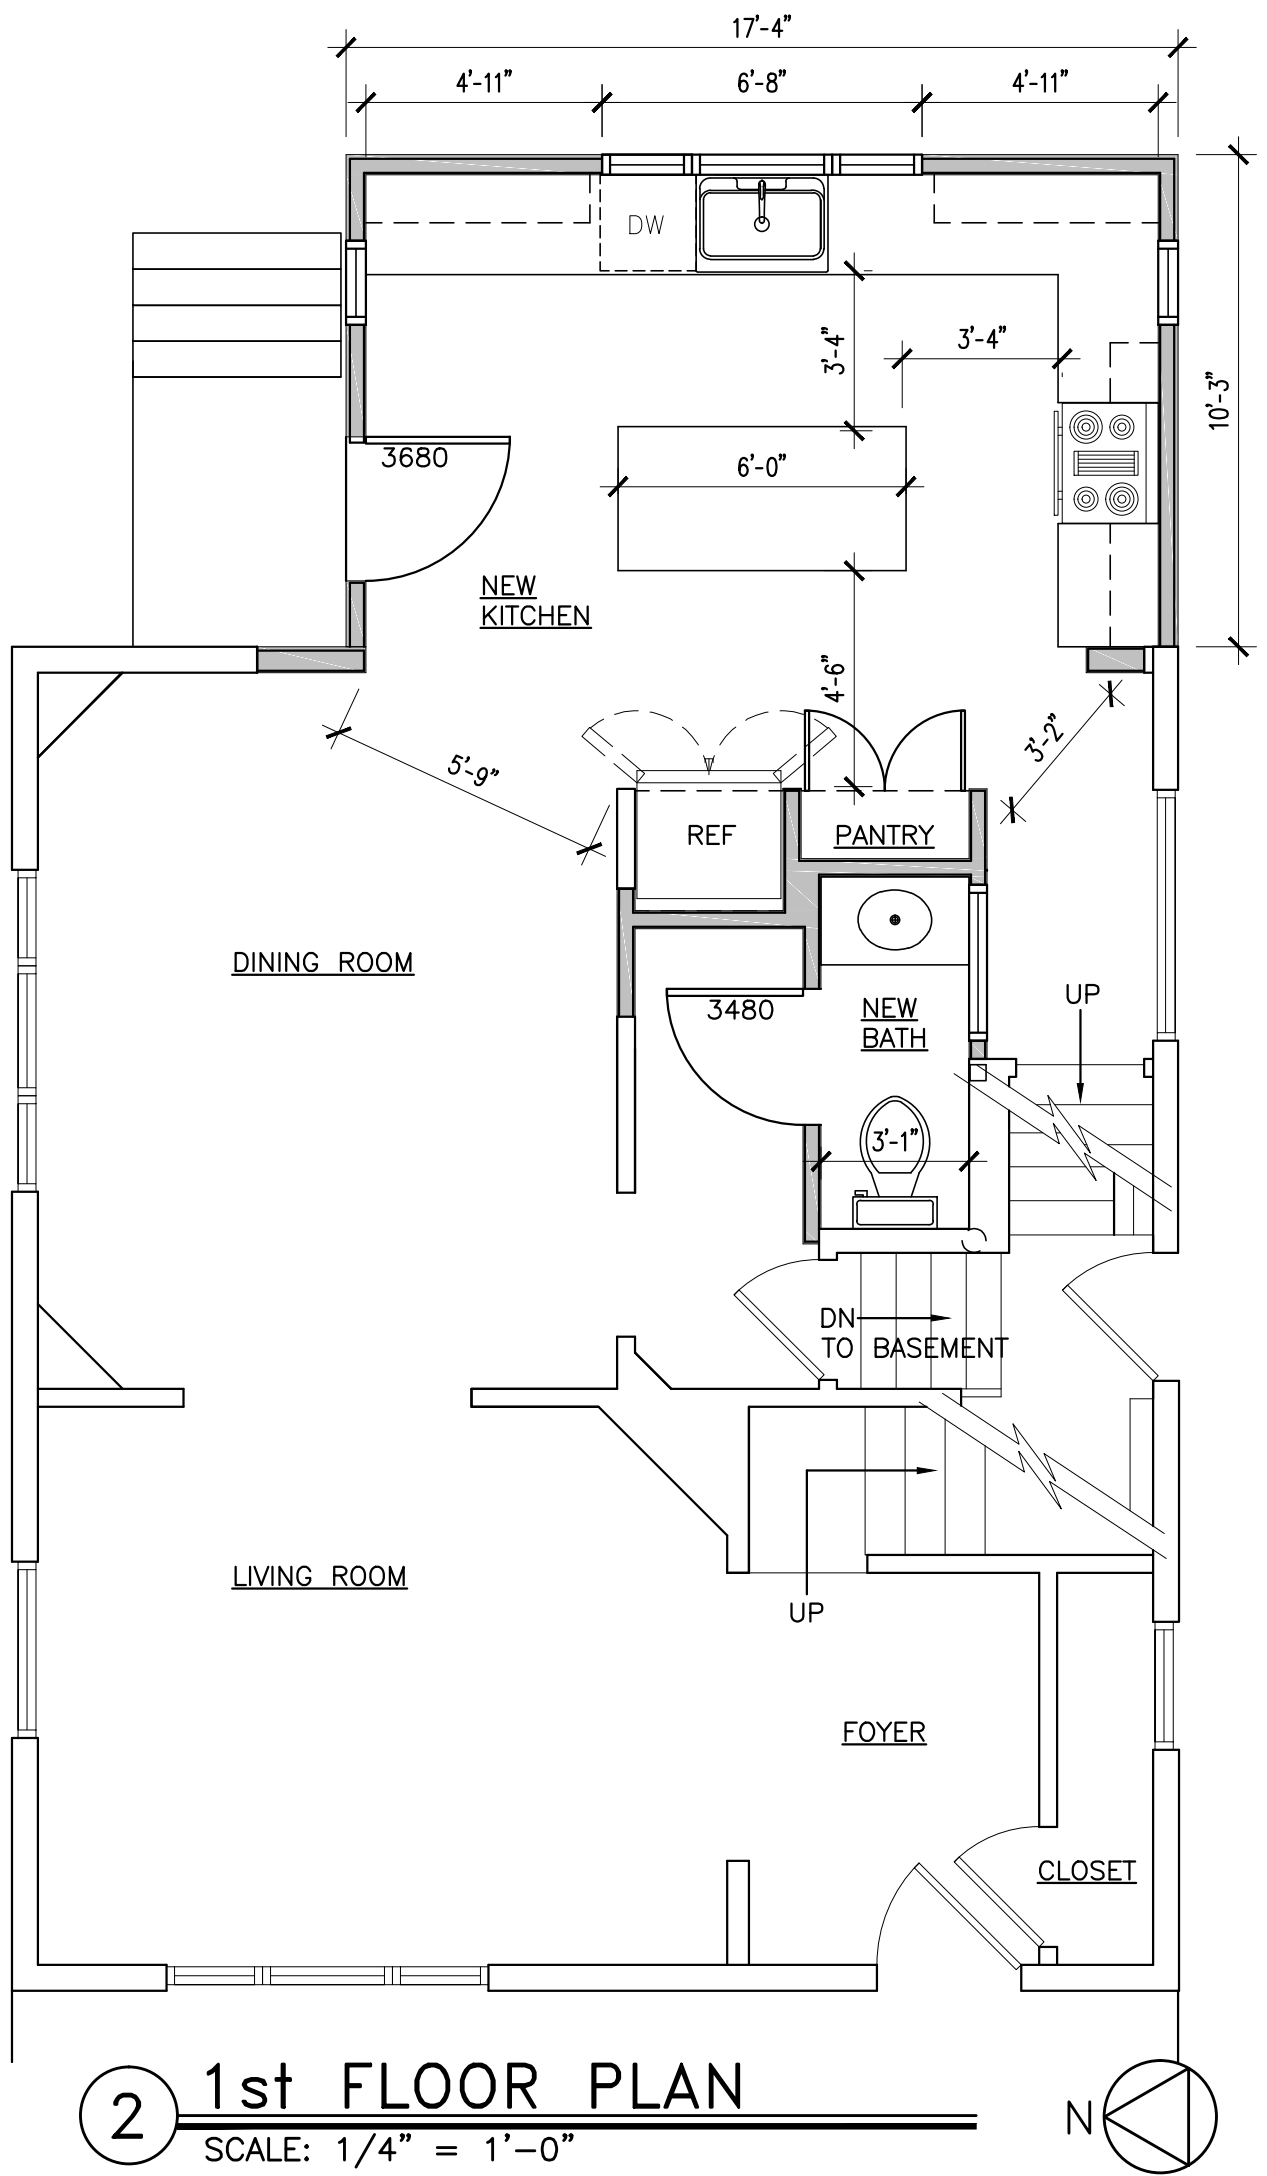 17'-4"
4'-11"
6'-8"
4'-11"
DW
3'-4"
3'-4"
10'-3"
3680
6'-0"
NEW
KITCHEN
4'-6"
5'-9"
3'-2"
REF
PANTRY
DINING ROOM
3480
NEW
BATH
UP
3'-1"
DN
TO BASEMENT
LIVING ROOM
UP
FOYER
CLOSET
2
1st FLOOR PLAN
SCALE: 1/4" = 1'-0"
N